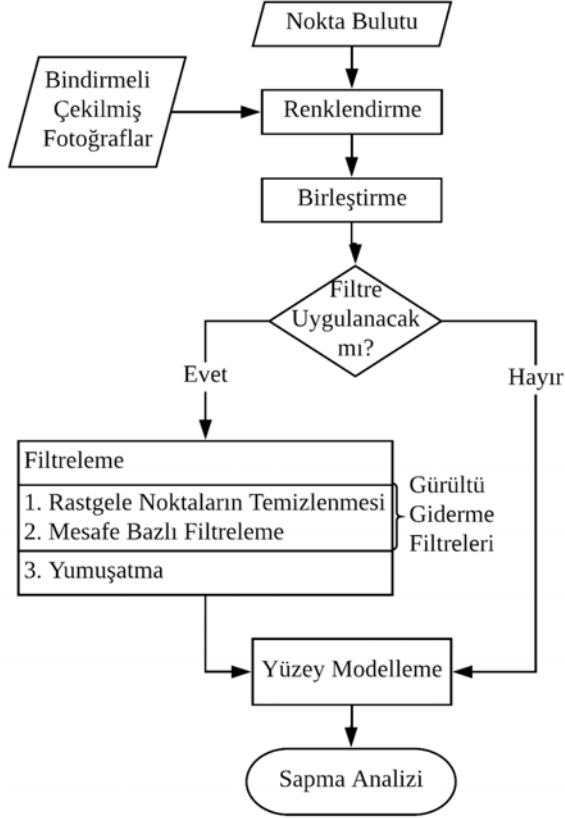 Nokta Bulutu
Bindirmeli
Çekilmiş
Fotoğraflar
Renklendirme
Birleştirme
Filtre
Uygulanacak
mı?
Evet
Hayır
Filtreleme
1. Rastgele Noktaların Temizlenmesi
2. Mesafe Bazlı Filtreleme
3. Yumuşatma
Gürültü
Giderme
Filtreleri
Yüzey Modelleme
Sapma Analizi